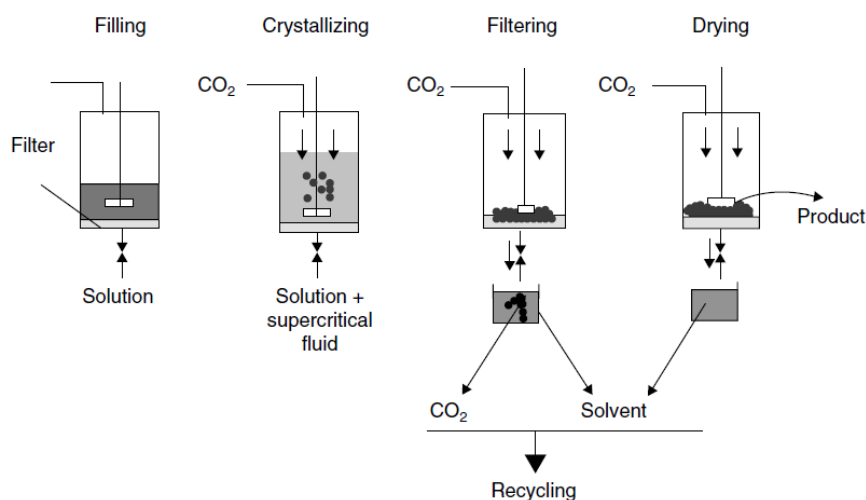 Filling
Crystallizing
Filtering
Drying
CO₂
CO₂
CO₂
Filter
Product
Solution
Solution +
supercritical
fluid
CO₂
Solvent
Recycling